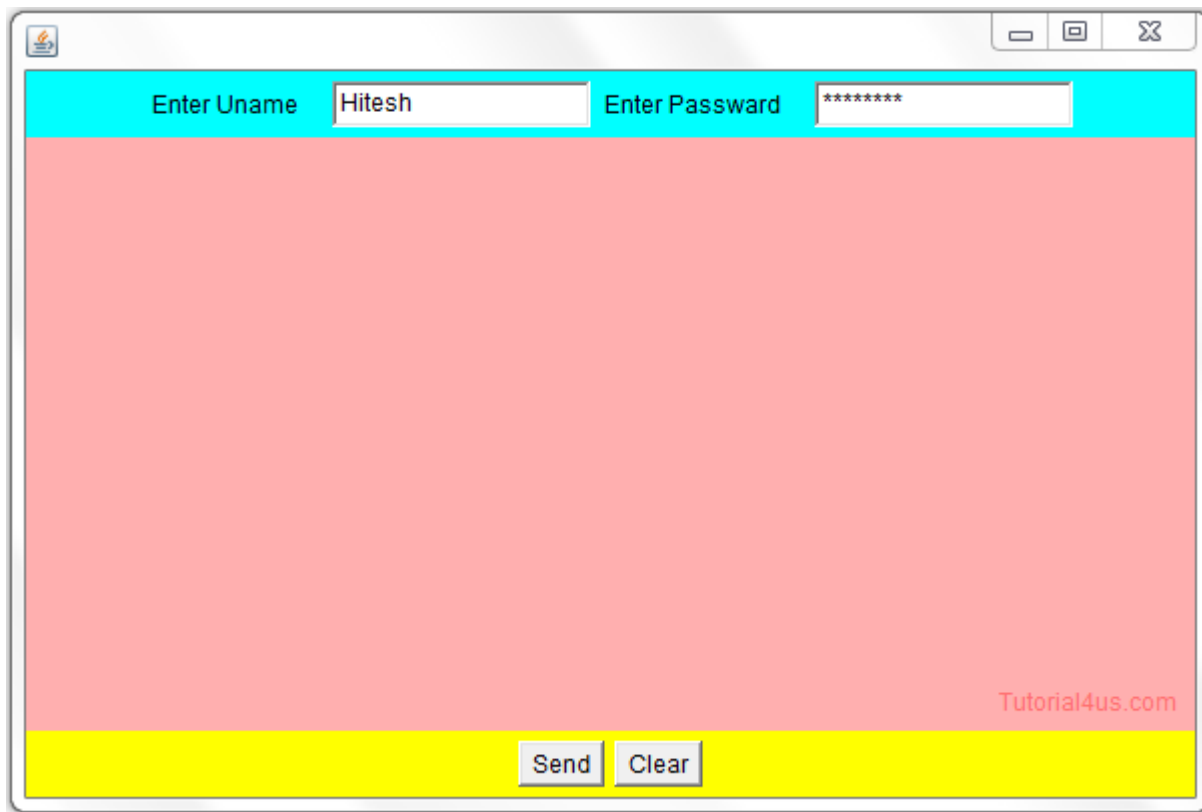 Enter Uname Hitesh Enter Passward ********
Tutorial4us.com
Send Clear